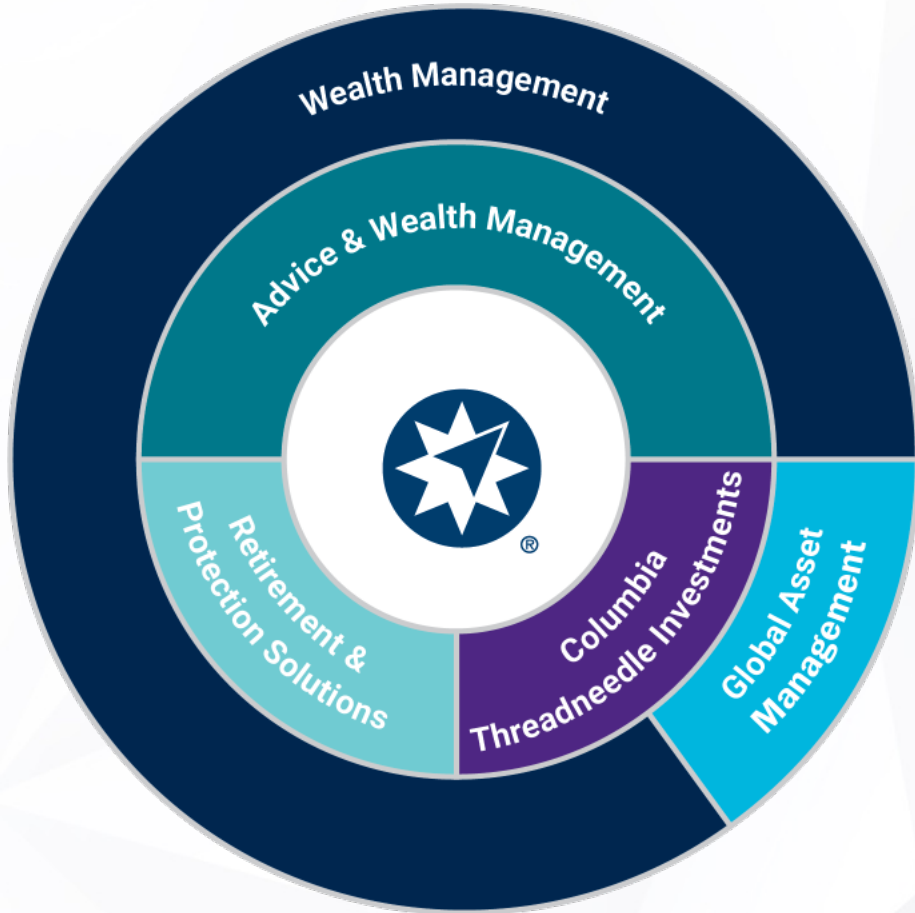 Wealth Management
Advice & Wealth Management
Retirement &
Protection Solutions
Columbia
Threadneedle Investments
Global Asset
Management
®